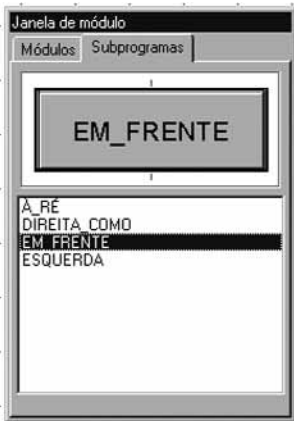 Janela de módulo
Módulos Subprogramas
EM_FRENTE
À_RÉ
DIREITA_COMO
EM_FRENTE
ESQUERDA